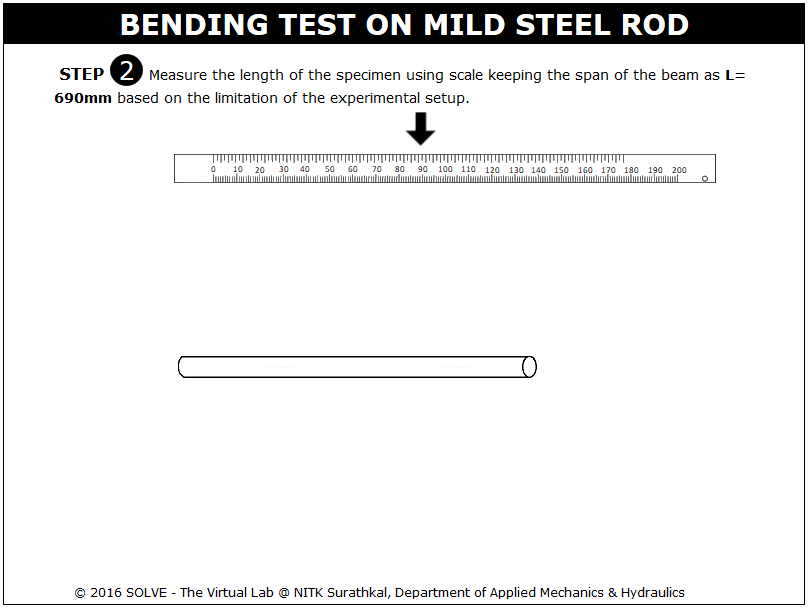 BENDING TEST ON MILD STEEL ROD
STEP 2 Measure the length of the specimen using scale keeping the span of the beam as L=
690mm based on the limitation of the experimental setup.
0 10 20 30 40 50 60 70 80 90 100 110 120 130 140 150 160 170 180 190 200
© 2016 SOLVE - The Virtual Lab @ NITK Surathkal, Department of Applied Mechanics & Hydraulics